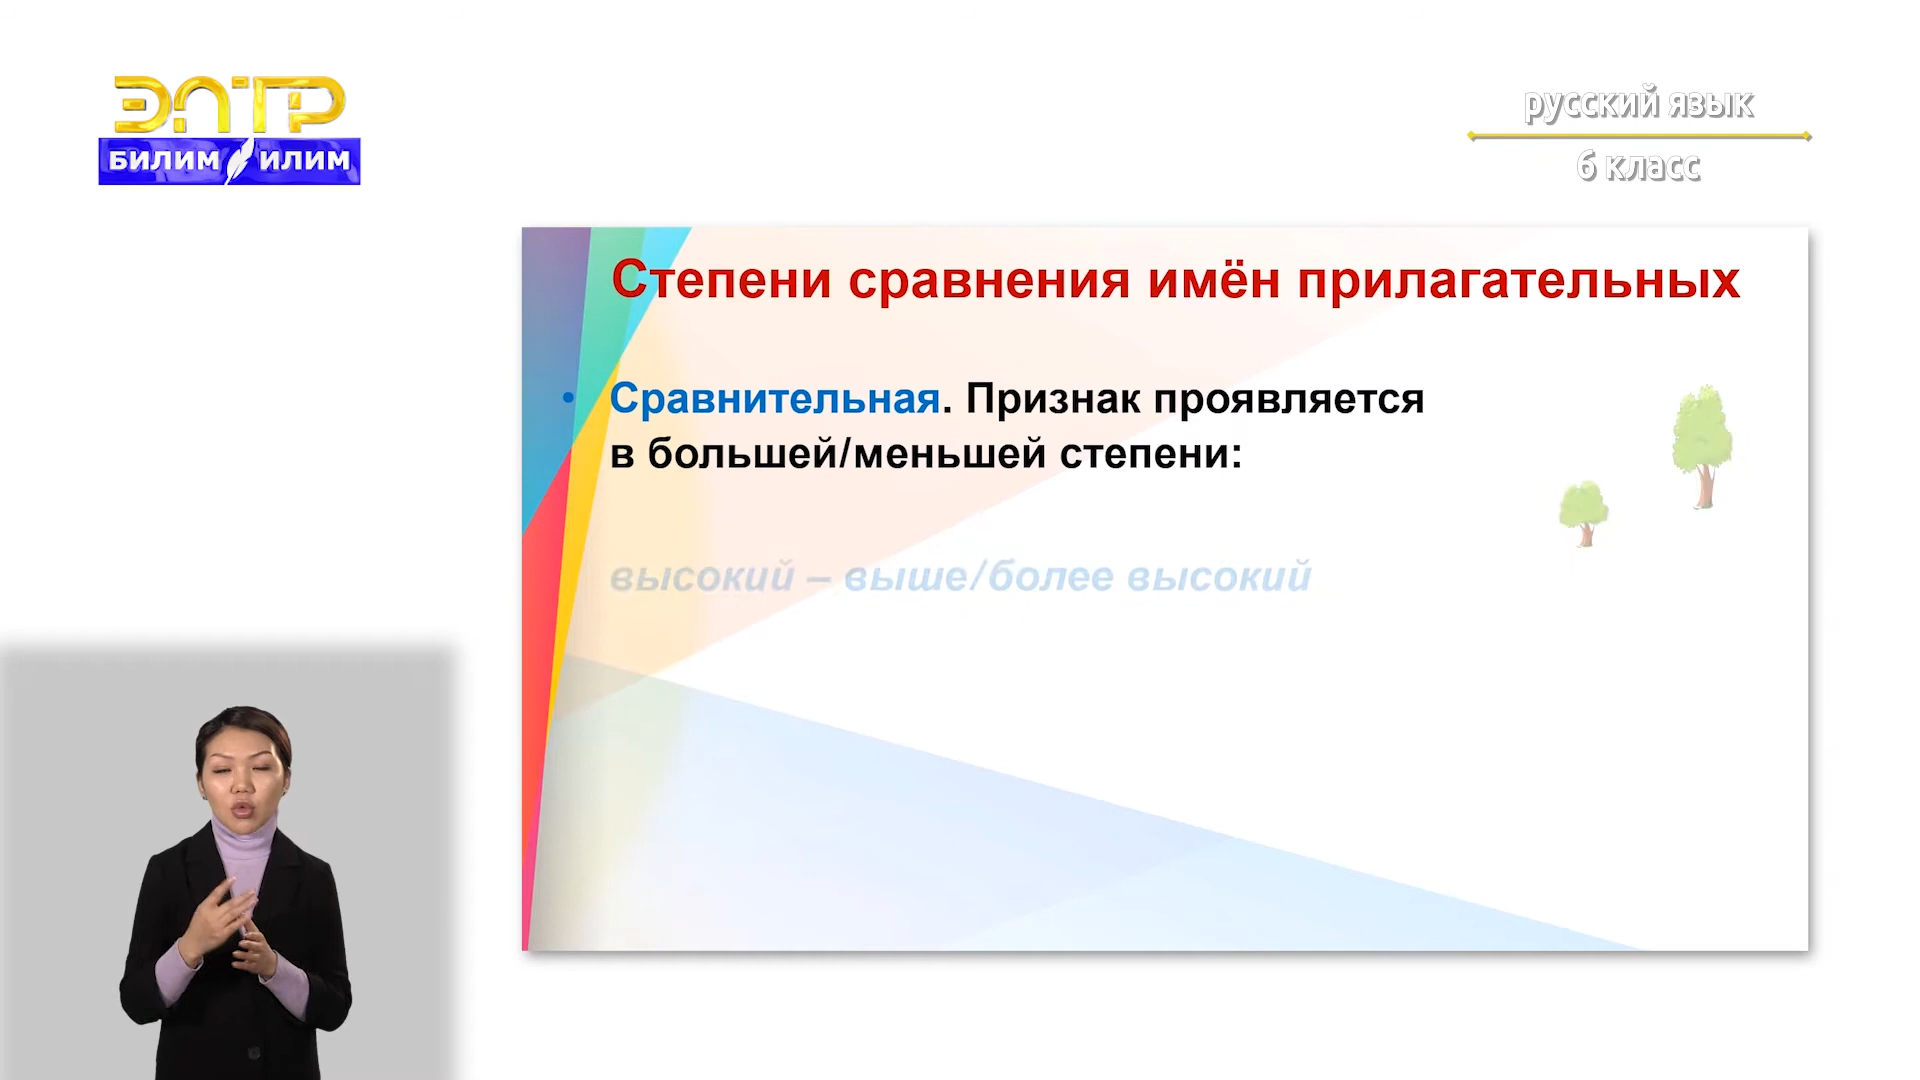 ЭЛТР
БИЛИМ ИЛИМ
русский язык
6 класс
Степени сравнения имён прилагательных
• Сравнительная. Признак проявляется
в большей/меньшей степени:
высокий – выше/более высокий